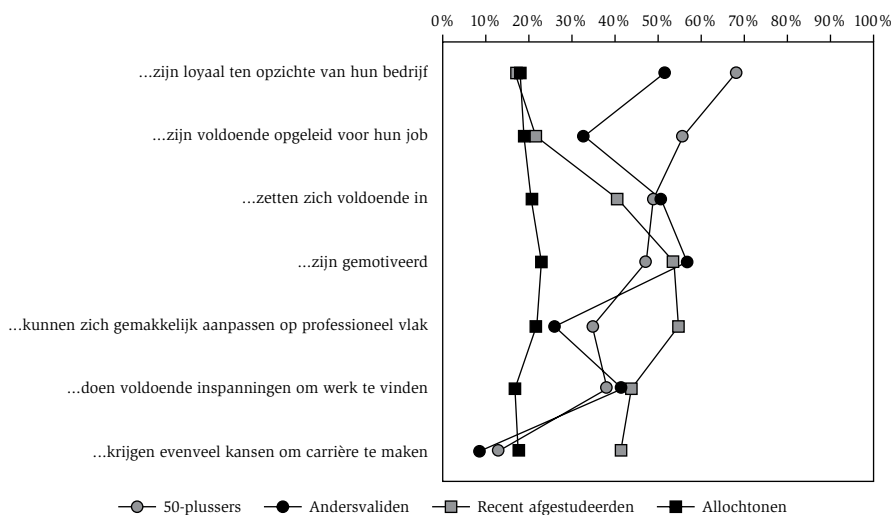 0 % 10 % 20 % 30 % 40 % 50 % 60 % 70 % 80 % 90 % 100 %
...zijn loyaal ten opzichte van hun bedrijf
...zijn voldoende opgeleid voor hun job
...zetten zich voldoende in
...zijn gemotiveerd
...kunnen zich gemakkelijk aanpassen op professioneel vlak
...doen voldoende inspanningen om werk te vinden
...krijgen evenveel kansen om carrière te maken
50-plussers Andersvaliden Recent afgestudeerden Allochtonen